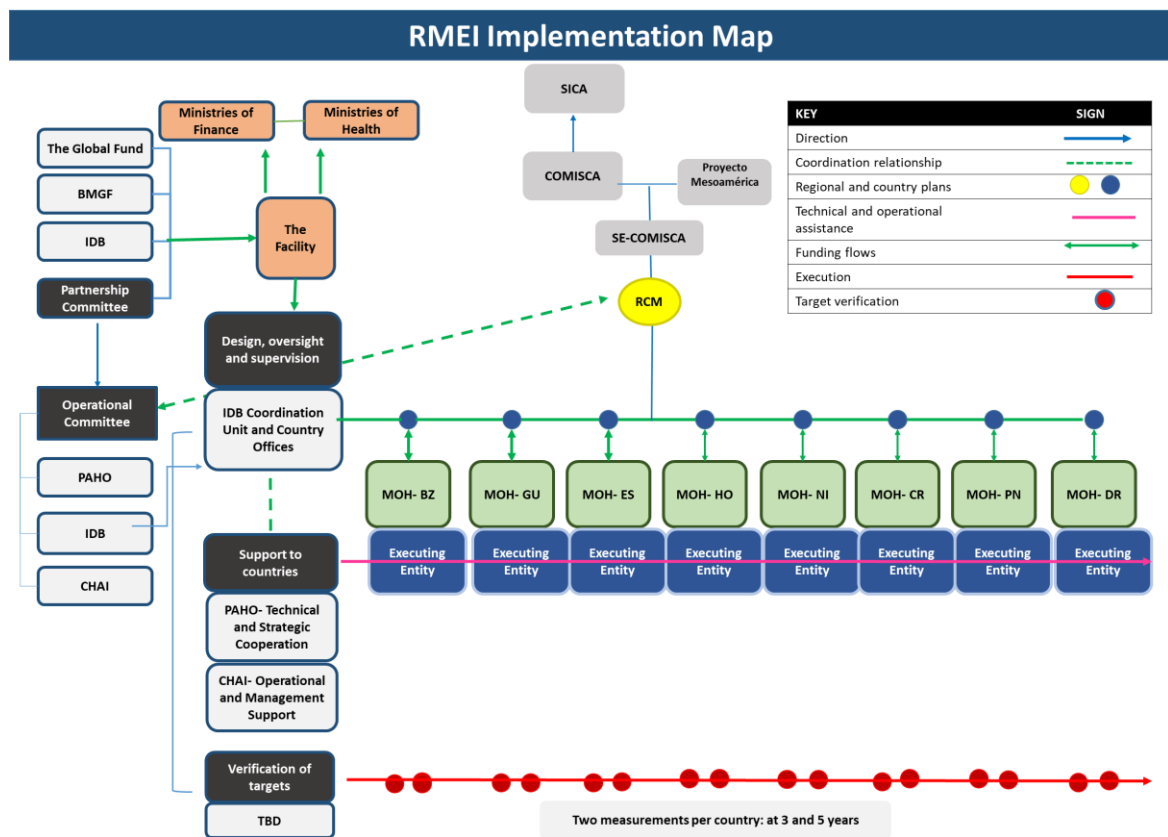 RMEI Implementation Map
SICA
Ministries of
Finance
Ministries of
Health
KEY
SIGN
Direction
Coordination relationship
Regional and country plans
Technical and operational
assistance
Funding flows
Execution
Target verification
The Global Fund
BMGF
IDB
Partnership
Committee
The
Facility
COMISCA
Proyecto
Mesoamérica
SE-COMISCA
RCM
Design, oversight
and supervision
Operational
Committee
IDB Coordination
Unit and Country
Offices
PAHO
IDB
CHAI
MOH- BZ
MOH- GU
MOH- ES
MOH- HO
MOH- NI
MOH- CR
MOH- PN
MOH- DR
Support to
countries
Executing
Entity
Executing
Entity
Executing
Entity
Executing
Entity
Executing
Entity
Executing
Entity
Executing
Entity
Executing
Entity
PAHO- Technical
and Strategic
Cooperation
CHAI- Operational
and Management
Support
Verification of
targets
TBD
Two measurements per country: at 3 and 5 years